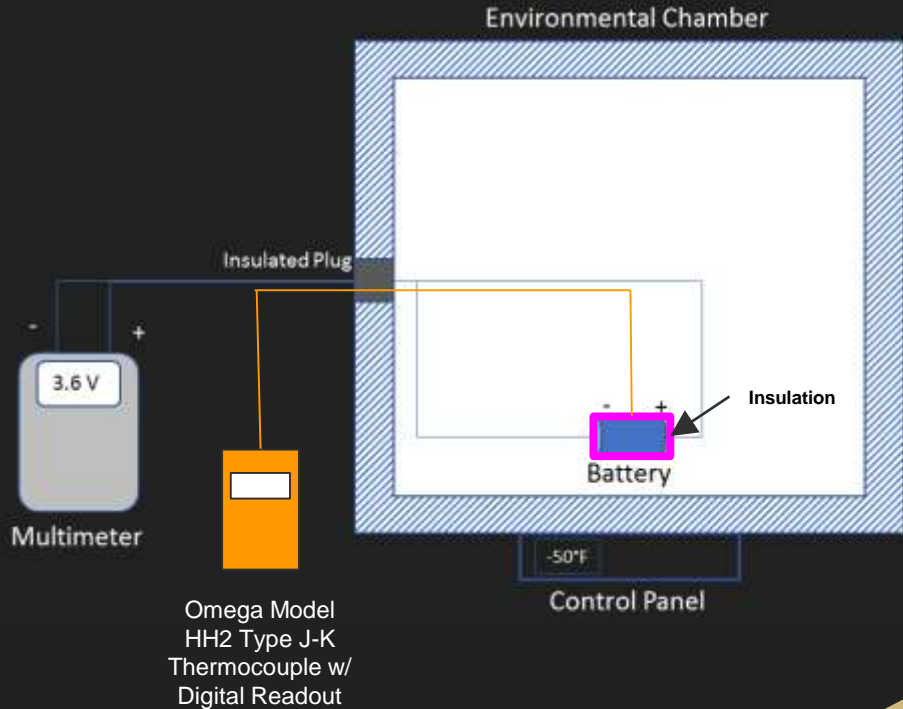 Environmental Chamber
Insulated Plug
- +
3.6 V
- +
Insulation
Battery
Multimeter
-50°F
Control Panel
Omega Model
HH2 Type J-K
Thermocouple w/
Digital Readout